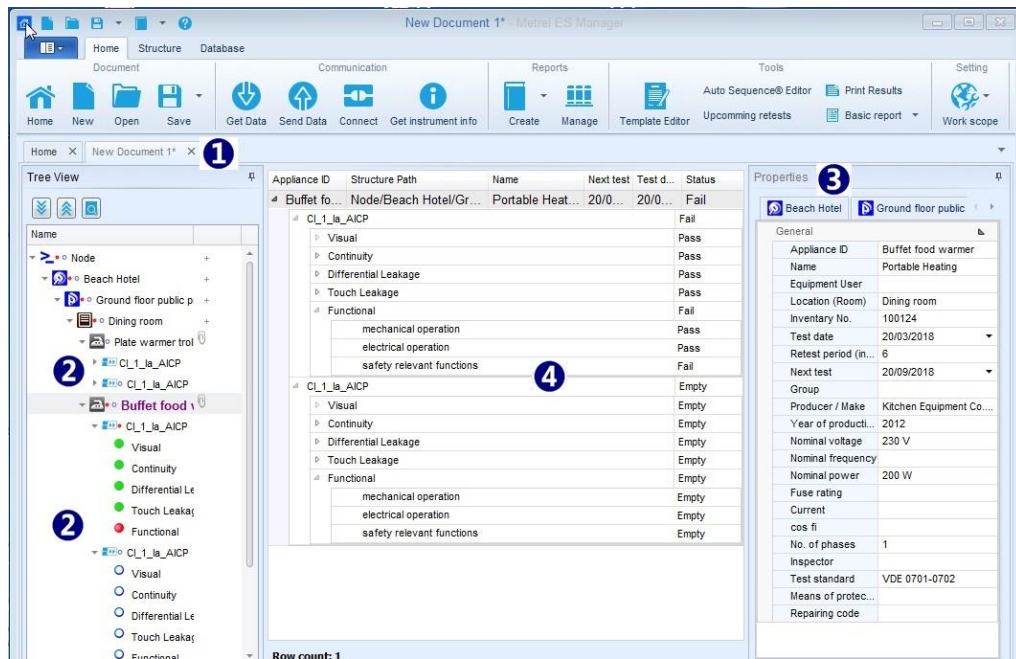 New Document 1* - Metrel ES Manager
Home Structure Database
Document Communication Reports Tools Setting
Auto Sequence® Editor Print Results
Upcomming retests Basic report
Home New Open Save Get Data Send Data Connect Get instrument info Create Manage Template Editor Work scope
Home X New Document 1* X 1
Tree View
Name
Node +
Beach Hotel +
Ground floor public p +
Dining room +
Plate warmer trol
2
Cl_1_Ia_AICP
Cl_1_Ia_AICP
Buffet food
Cl_1_Ia_AICP
Visual
Continuity
Differential Le
Touch Leakag
2
Functional
Cl_1_Ia_AICP
Visual
Continuity
Differential Le
Touch Leakag
Functional
Appliance ID Structure Path Name Next test Test d... Status
Buffet fo... Node/Beach Hotel/Gr... Portable Heat... 20/0... 20/0... Fail
Cl_1_Ia_AICP Fail
Visual Pass
Continuity Pass
Differential Leakage Pass
Touch Leakage Pass
Functional Fail
mechanical operation Pass
electrical operation Pass
safety relevant functions Fail
4
Cl_1_Ia_AICP Empty
Visual Empty
Continuity Empty
Differential Leakage Empty
Touch Leakage Empty
Functional Empty
mechanical operation Empty
electrical operation Empty
safety relevant functions Empty
Row count: 1
Properties 3
Beach Hotel Ground floor public
General
Appliance ID Buffet food warmer
Name Portable Heating
Equipment User
Location (Room) Dining room
Inventory No. 100124
Test date 20/03/2018
Retest period (in... 6
Next test 20/09/2018
Group
Producer / Make Kitchen Equipment Co....
Year of producti... 2012
Nominal voltage 230 V
Nominal frequency
Nominal power 200 W
Fuse rating
Current
cos fi
No. of phases 1
Inspector
Test standard VDE 0701-0702
Means of protec...
Repairing code